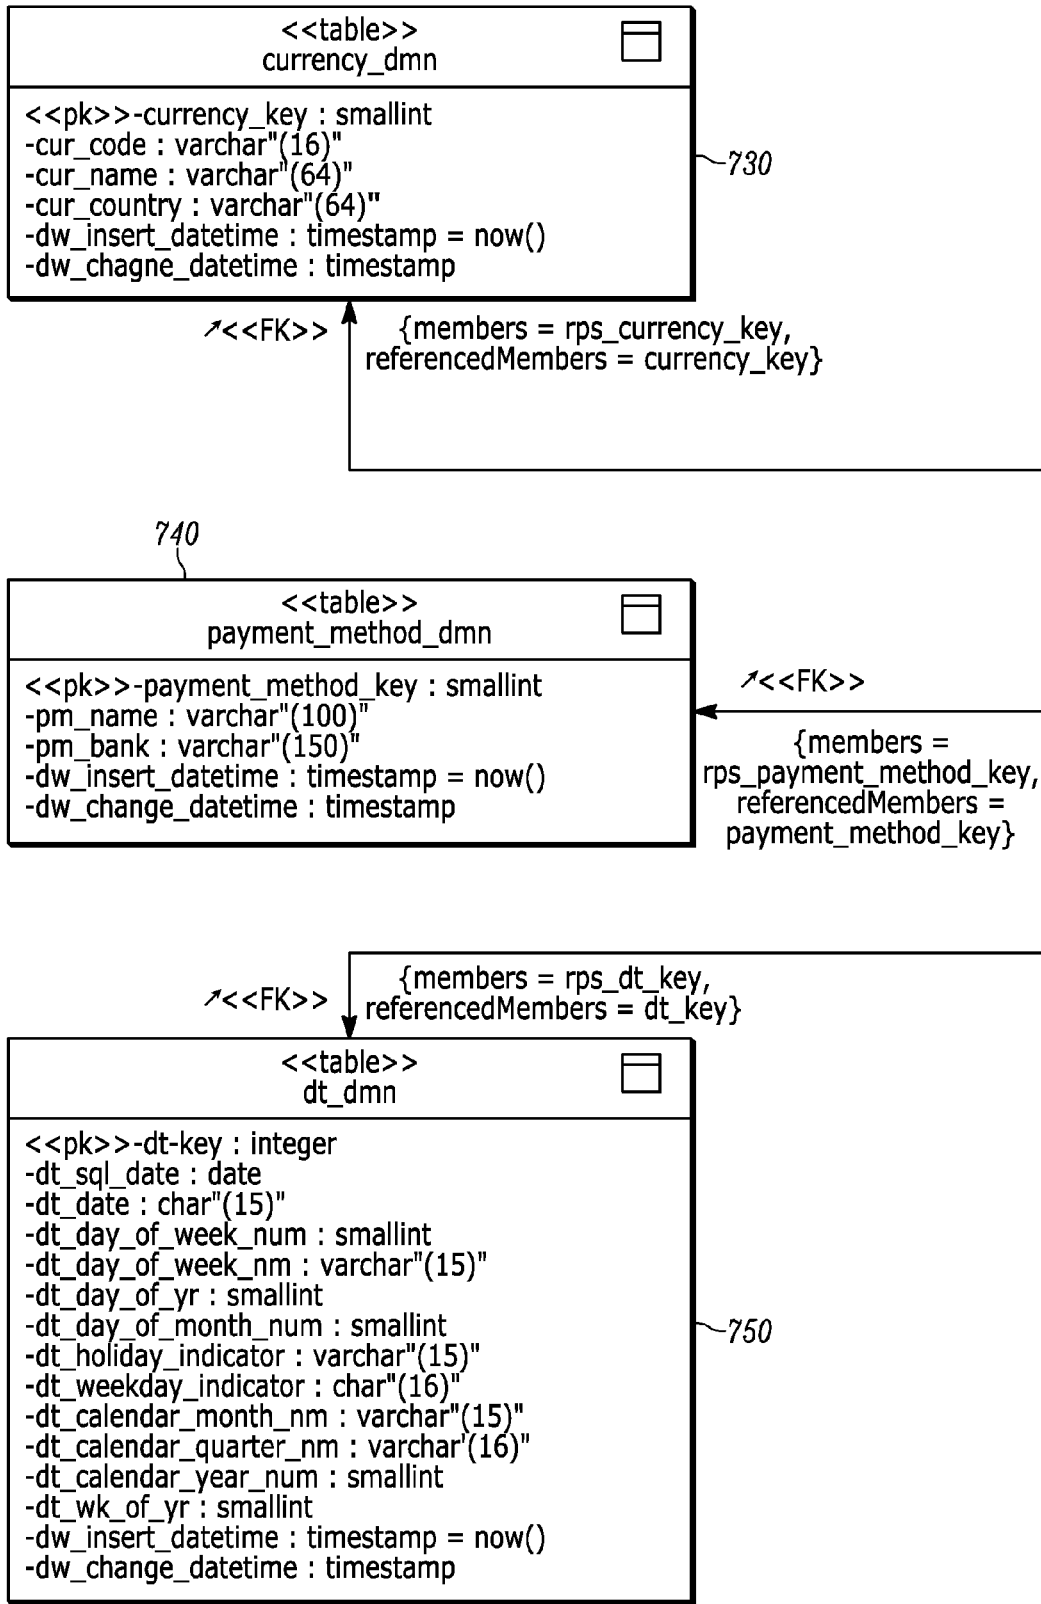 <<table>>
currency_dmn
<<pk>>-currency_key : smallint
-cur_code : varchar"(16)"
-cur_name : varchar"(64)"
-cur_country : varchar"(64)"
-dw_insert_datetime : timestamp = now()
-dw_chagne_datetime : timestamp
730
<<FK>>
{members = rps_currency_key,
referencedMembers = currency_key}
740
<<table>>
payment_method_dmn
<<pk>>-payment_method_key : smallint
-pm_name : varchar"(100)"
-pm_bank : varchar"(150)"
-dw_insert_datetime : timestamp = now()
-dw_change_datetime : timestamp
<<FK>>
{members =
rps_payment_method_key,
referencedMembers =
payment_method_key}
<<FK>>
{members = rps_dt_key,
referencedMembers = dt_key}
<<table>>
dt_dmn
<<pk>>-dt-key : integer
-dt_sql_date : date
-dt_date : char"(15)"
-dt_day_of_week_num : smallint
-dt_day_of_week_nm : varchar"(15)"
-dt_day_of_yr : smallint
-dt_day_of_month_num : smallint
-dt_holiday_indicator : varchar"(15)"
-dt_weekday_indicator : char"(16)"
-dt_calendar_month_nm : varchar"(15)"
-dt_calendar_quarter_nm : varchar'(16)"
-dt_calendar_year_num : smallint
-dt_wk_of_yr : smallint
-dw_insert_datetime : timestamp = now()
-dw_change_datetime : timestamp
750